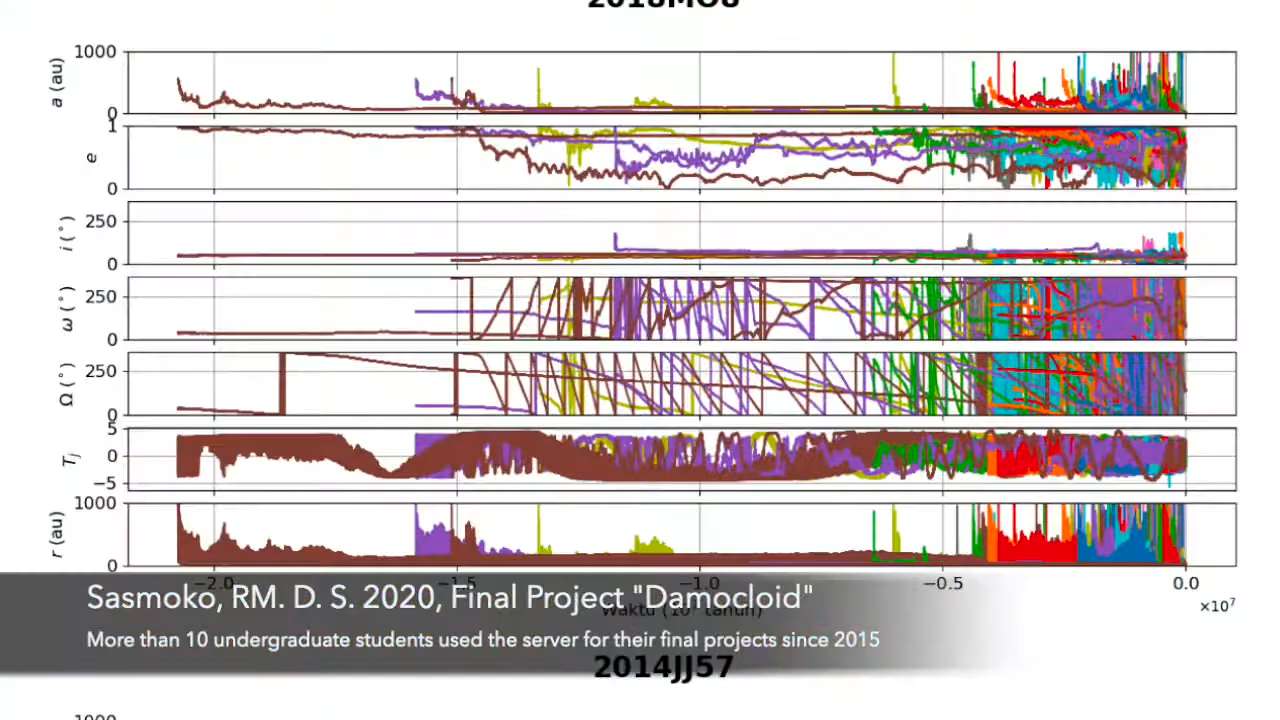 2018MO8
a (au)
1000
0
e
1
0
i (°)
250
0
ω (°)
250
0
Ω (°)
250
0
Tj
5
0
−5
r (au)
1000
0
−2.0
−1.5
−1.0
−0.5
0.0
×10⁷
Sasmoko, RM. D. S. 2020, Final Project "Damocloid"
More than 10 undergraduate students used the server for their final projects since 2015
2014JJ57
1000